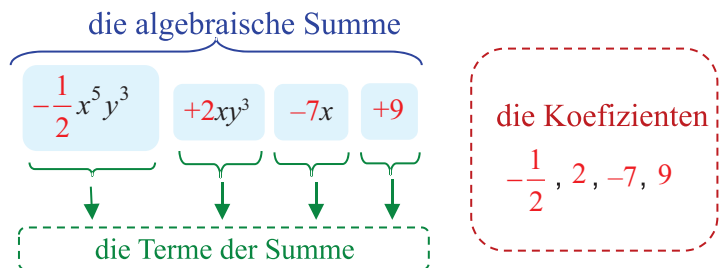 die algebraische Summe
−1/2 x⁵y³ +2xy³ −7x +9
die Terme der Summe
die Koefizienten
−1/2 , 2 , −7, 9